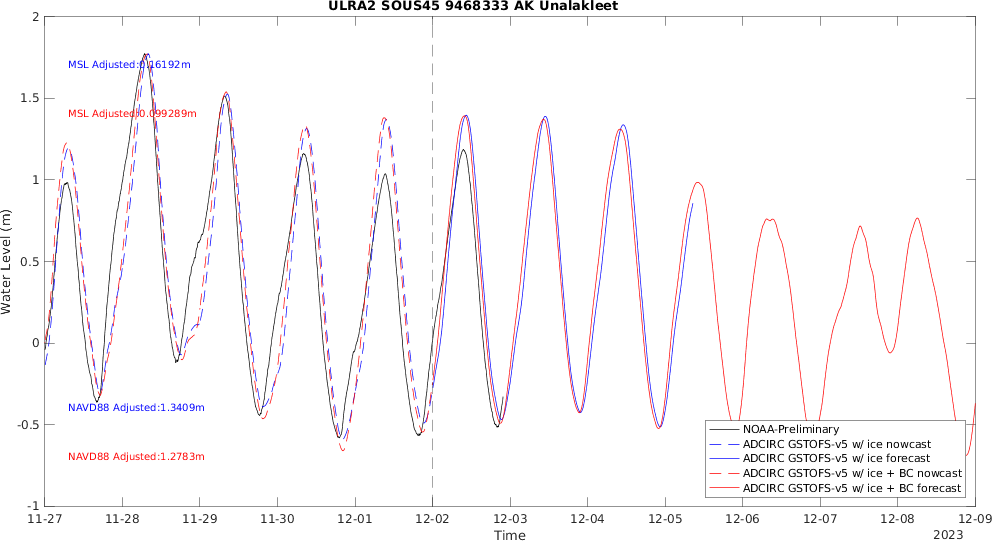 ULRA2 SOUS45 9468333 AK Unalakleet
Water Level (m)
2
1.5
1
0.5
0
-0.5
-1
MSL Adjusted:0.16192m
MSL Adjusted:0.099289m
NAVD88 Adjusted:1.3409m
NAVD88 Adjusted:1.2783m
NOAA-Preliminary
ADCIRC GSTOFS-v5 w/ ice nowcast
ADCIRC GSTOFS-v5 w/ ice forecast
ADCIRC GSTOFS-v5 w/ ice + BC nowcast
ADCIRC GSTOFS-v5 w/ ice + BC forecast
11-27 11-28 11-29 11-30 12-01 12-02 12-03 12-04 12-05 12-06 12-07 12-08 12-09
Time
2023